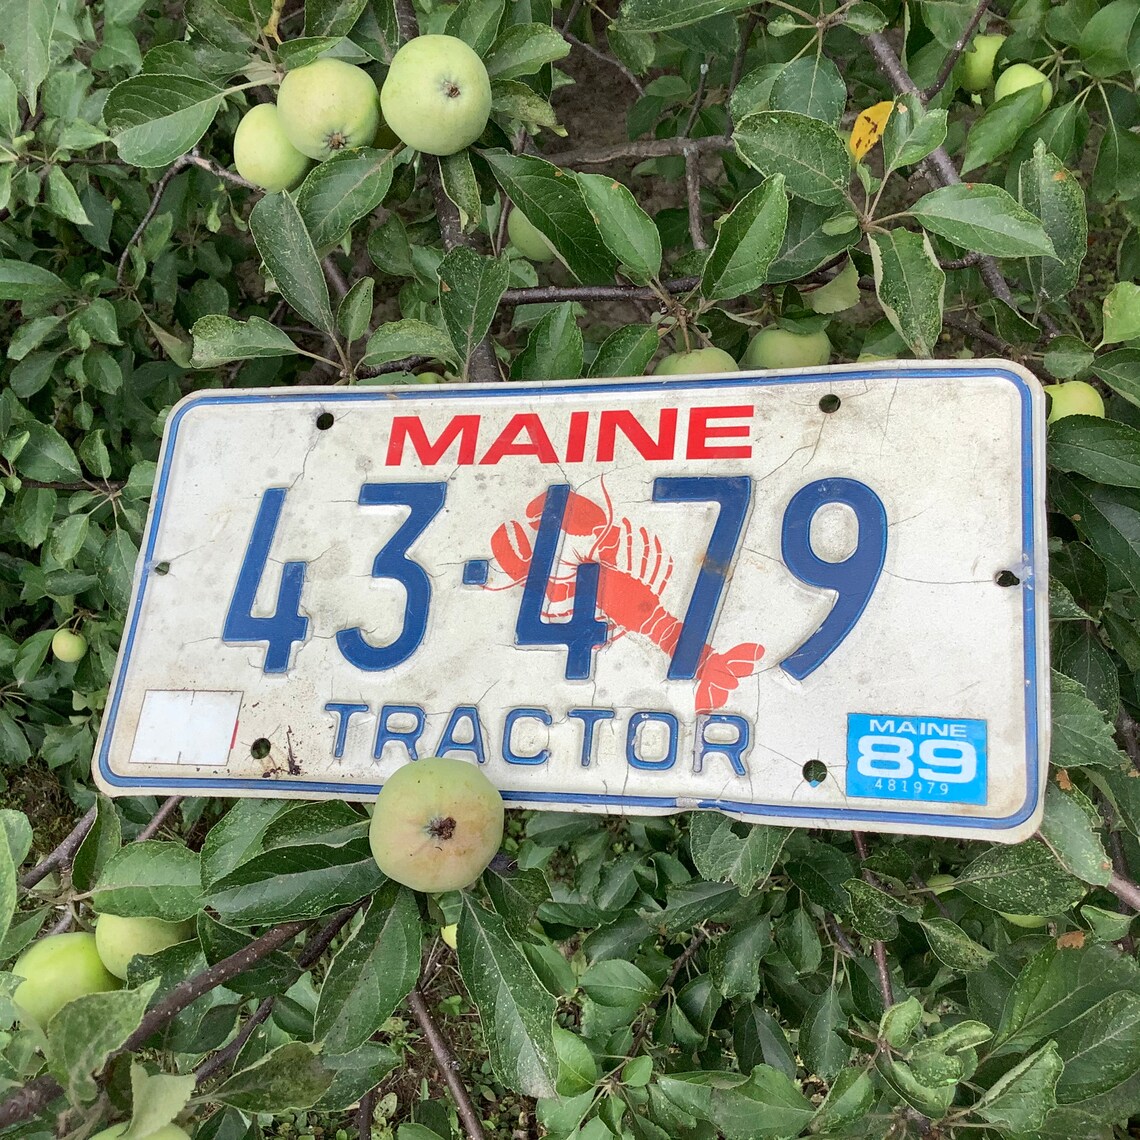 MAINE
43·479
TRACTOR
MAINE
89
481979